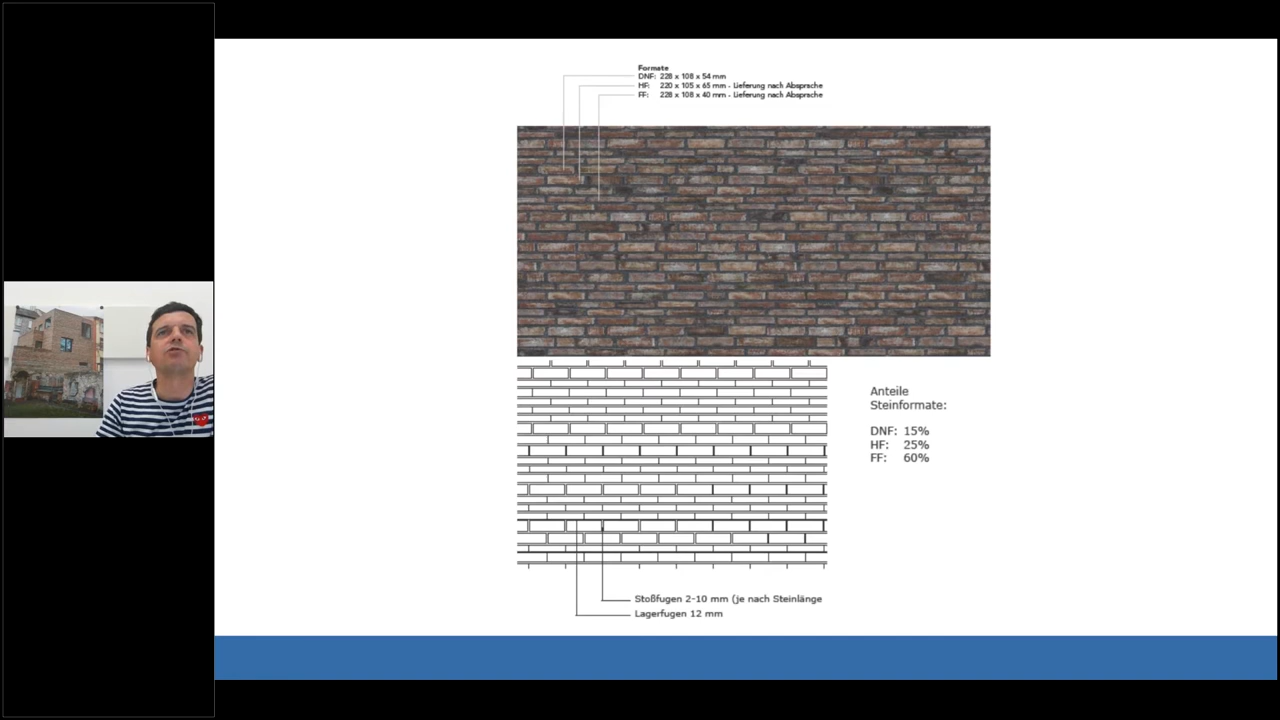 Formate
DNF: 228 x 108 x 54 mm
HF: 220 x 105 x 65 mm - Lieferung nach Absprache
FF: 228 x 108 x 40 mm - Lieferung nach Absprache
Anteile
Steinformate:
DNF: 15%
HF: 25%
FF: 60%
Stoßfugen 2-10 mm (je nach Steinlänge
Lagerfugen 12 mm